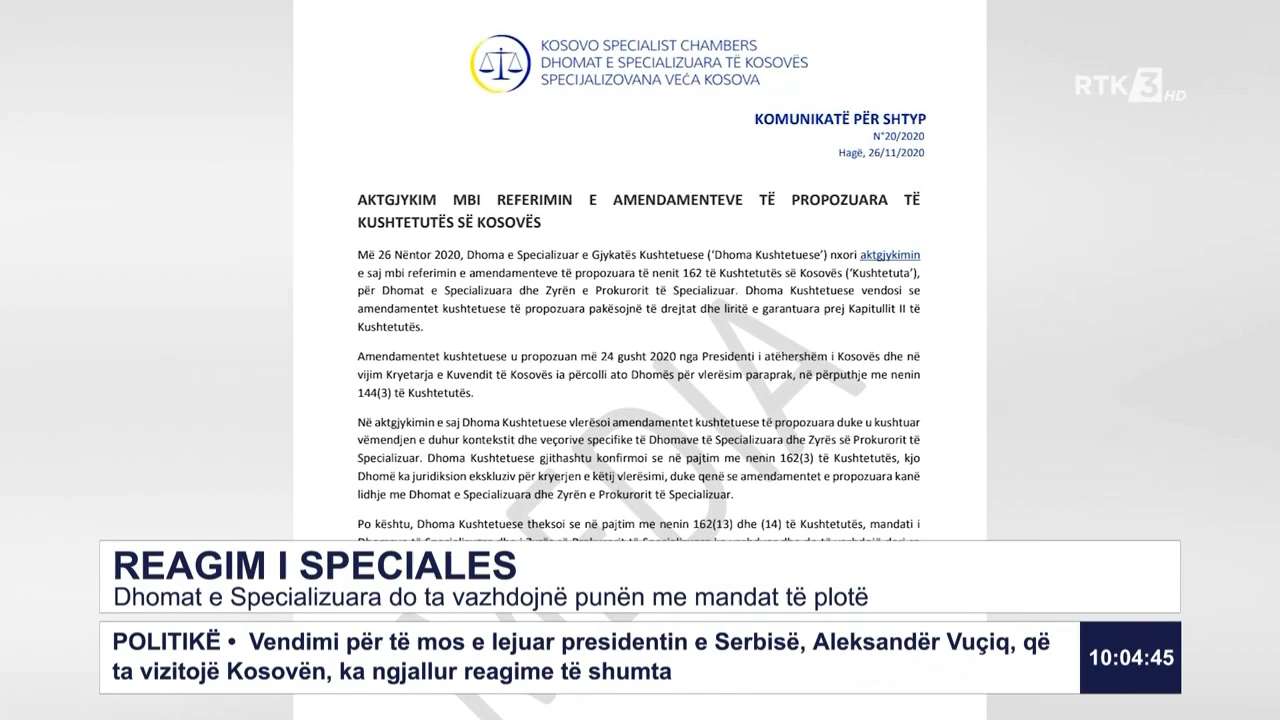 KOSOVO SPECIALIST CHAMBERS
DHOMAT E SPECIALIZUARA TË KOSOVËS
SPECIJALIZOVANA VEĆA KOSOVA
RTK 3 HD
KOMUNIKATË PËR SHTYP
N°20/2020
Hagë, 26/11/2020
AKTGJYKIM MBI REFERIMIN E AMENDAMENTEVE TË PROPOZUARA TË
KUSHTETUTËS SË KOSOVËS
Më 26 Nëntor 2020, Dhoma e Specializuar e Gjykatës Kushtetuese (‘Dhoma Kushtetuese’) nxori aktgjykimin
e saj mbi referimin e amendamenteve të propozuara të nenit 162 të Kushtetutës së Kosovës (‘Kushtetuta’),
për Dhomat e Specializuara dhe Zyrën e Prokurorit të Specializuar. Dhoma Kushtetuese vendosi se
amendamentet kushtetuese të propozuara pakësojnë të drejtat dhe liritë e garantuara prej Kapitullit II të
Kushtetutës.
Amendamentet kushtetuese u propozuan më 24 gusht 2020 nga Presidenti i atëhershëm i Kosovës dhe në
vijim Kryetarja e Kuvendit të Kosovës ia përcolli ato Dhomës për vlerësim paraprak, në përputhje me nenin
144(3) të Kushtetutës.
Në aktgjykimin e saj Dhoma Kushtetuese vlerësoi amendamentet kushtetuese të propozuara duke u kushtuar
vëmendjen e duhur kontekstit dhe veçorive specifike të Dhomave të Specializuara dhe Zyrës së Prokurorit të
Specializuar. Dhoma Kushtetuese gjithashtu konfirmoi se në pajtim me nenin 162(3) të Kushtetutës, kjo
Dhomë ka juridiksion ekskluziv për kryerjen e këtij vlerësimi, duke qenë se amendamentet e propozuara kanë
lidhje me Dhomat e Specializuara dhe Zyrën e Prokurorit të Specializuar.
Po kështu, Dhoma Kushtetuese theksoi se në pajtim me nenin 162(13) dhe (14) të Kushtetutës, mandati i
MEDIA
REAGIM I SPECIALES
Dhomat e Specializuara do ta vazhdojnë punën me mandat të plotë
POLITIKË • Vendimi për të mos e lejuar presidentin e Serbisë, Aleksandër Vuçiq, që
ta vizitojë Kosovën, ka ngjallur reagime të shumta
10:04:45